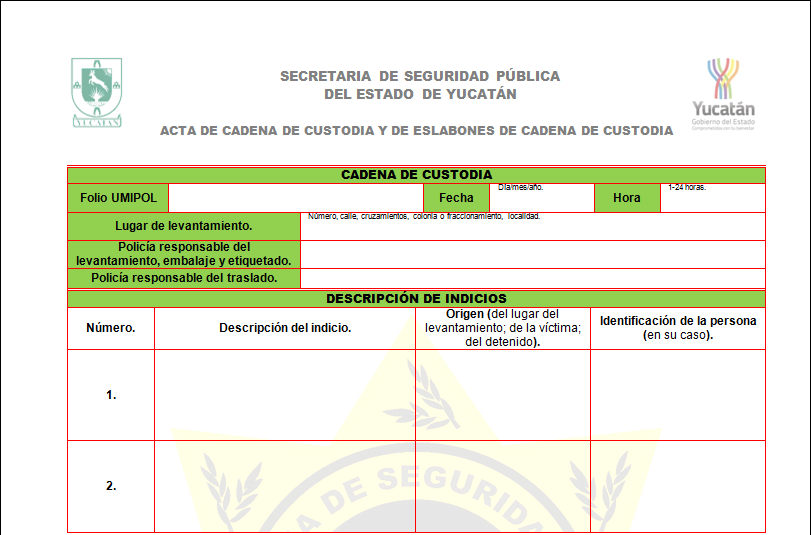 SECRETARIA DE SEGURIDAD PÚBLICA
DEL ESTADO DE YUCATÁN
YUCATÁN
Yucatán
Gobierno del Estado
Comprometidos con tu bienestar
ACTA DE CADENA DE CUSTODIA Y DE ESLABONES DE CADENA DE CUSTODIA
CADENA DE CUSTODIA
Folio UMIPOL
Fecha
Día/mes/año.
Hora
1-24 horas.
Lugar de levantamiento.
Número, calle, cruzamientos, colonia o fraccionamiento, localidad.
Policía responsable del
levantamiento, embalaje y etiquetado.
Policía responsable del traslado.
DESCRIPCIÓN DE INDICIOS
Número.
Descripción del indicio.
Origen (del lugar del
levantamiento; de la víctima;
del detenido).
Identificación de la persona
(en su caso).
1.
2.
A DE SEGURIDA